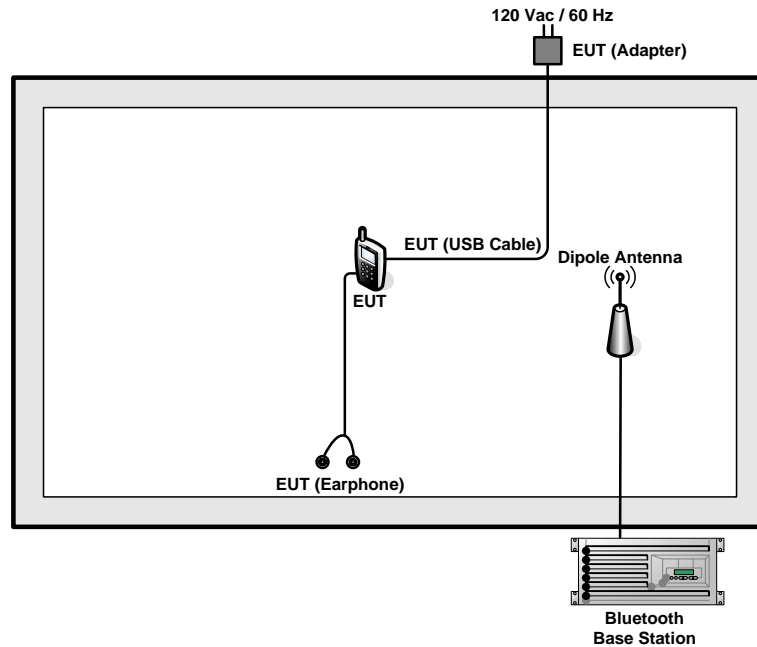 120 Vac / 60 Hz
EUT (Adapter)
EUT (USB Cable)
Dipole Antenna
EUT
EUT (Earphone)
Bluetooth
Base Station